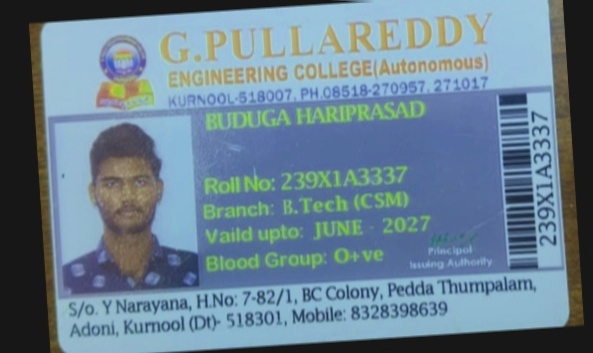 G.PULLAREDDY
ENGINEERING COLLEGE(Autonomous)
KURNOOL-518007, PH.08518-270957, 271017
BUDUGA HARIPRASAD
Roll No: 239X1A3337
Branch: B.Tech (CSM)
Vaild upto: JUNE - 2027
Blood Group: O+ve
Principal
Issuing Authority
239X1A3337
S/o. Y Narayana, H.No: 7-82/1, BC Colony, Pedda Thumpalam,
Adoni, Kurnool (Dt)- 518301, Mobile: 8328398639